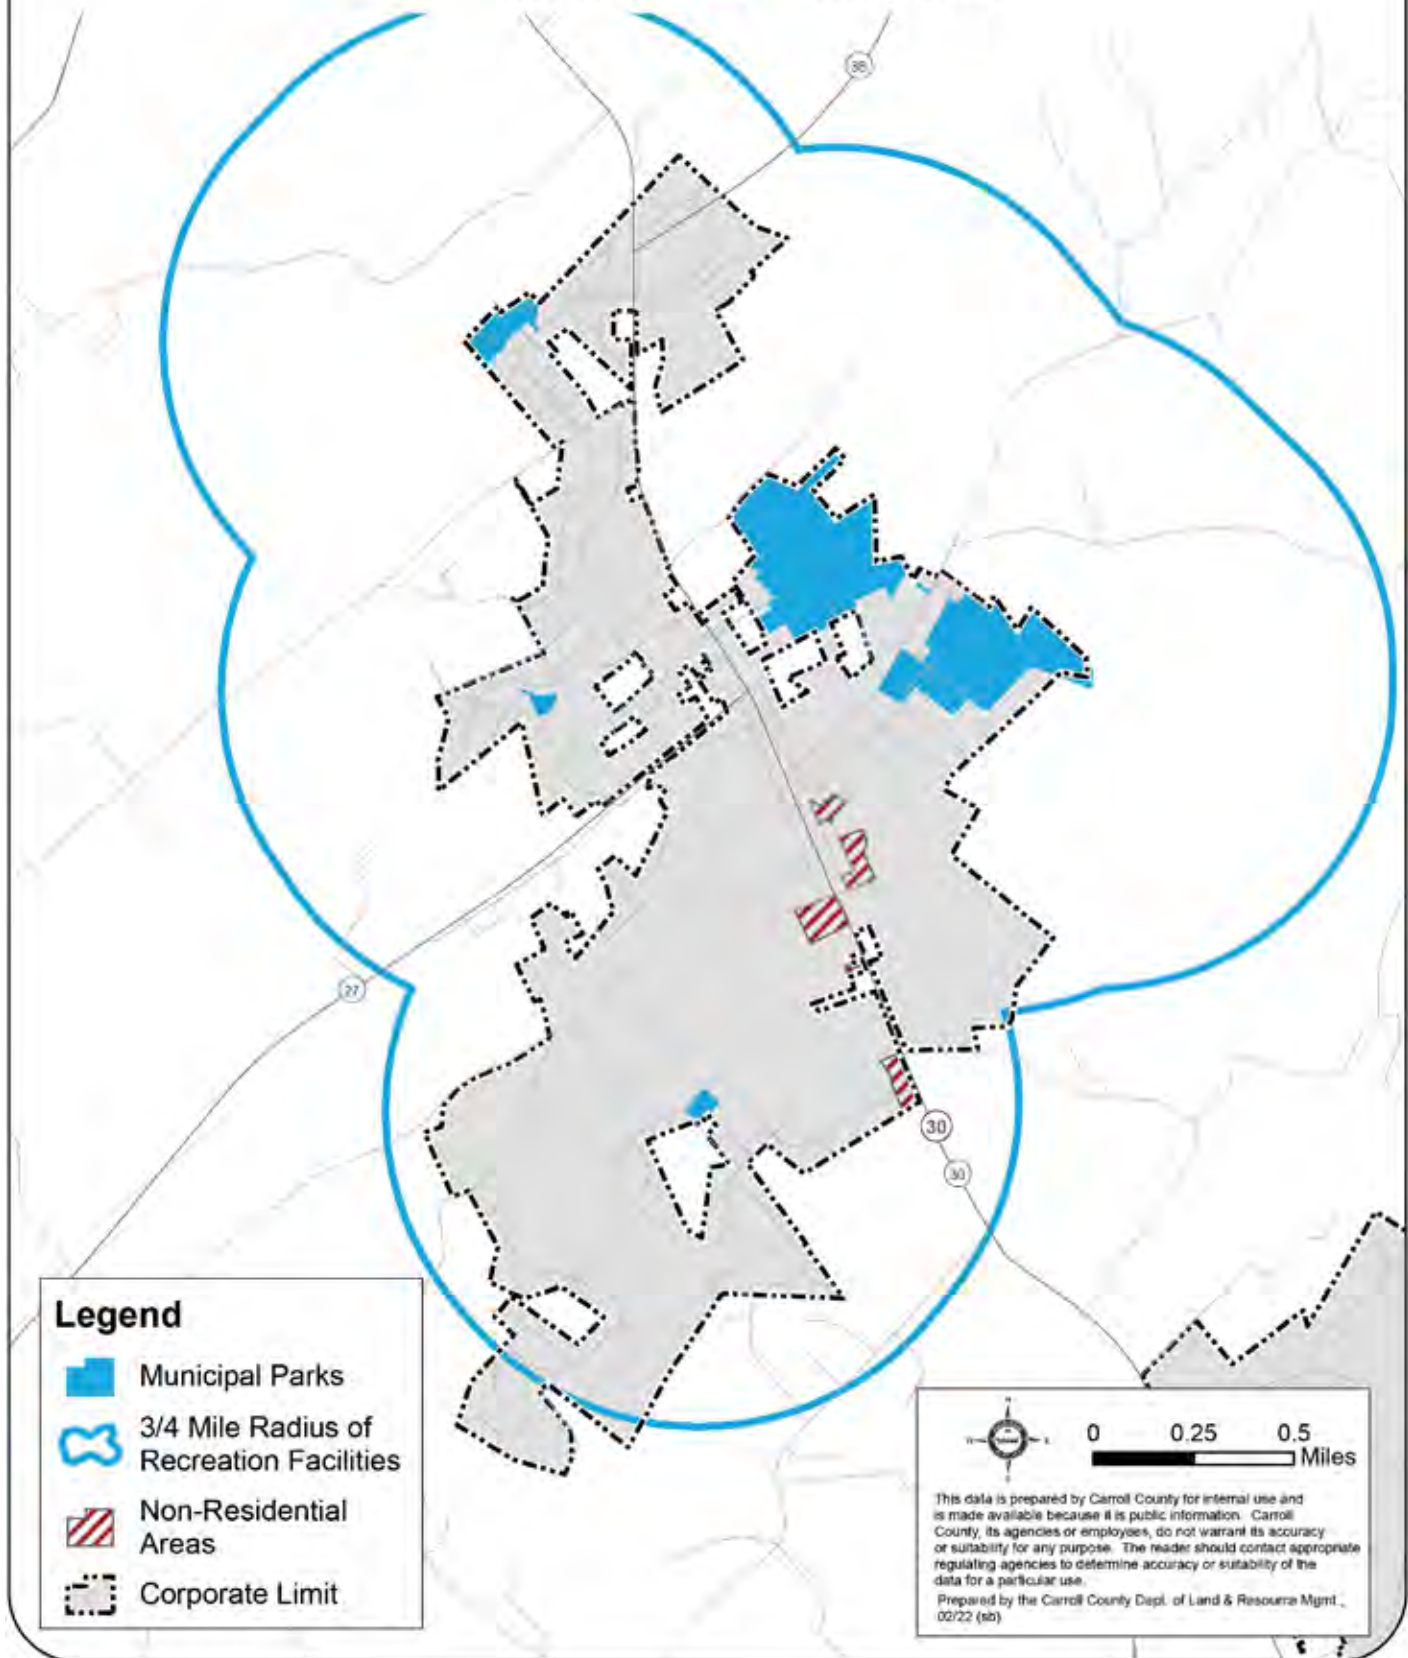 38
27
30
30
Legend
Municipal Parks
3/4 Mile Radius of
Recreation Facilities
Non-Residential
Areas
Corporate Limit
0 0.25 0.5
Miles
This data is prepared by Carroll County for internal use and
is made available because it is public information. Carroll
County, its agencies or employees, do not warrant its accuracy
or suitability for any purpose. The reader should contact appropriate
regulating agencies to determine accuracy or suitability of the
data for a particular use.
Prepared by the Carroll County Dept. of Land & Resource Mgmt.,
02/22 (sb)